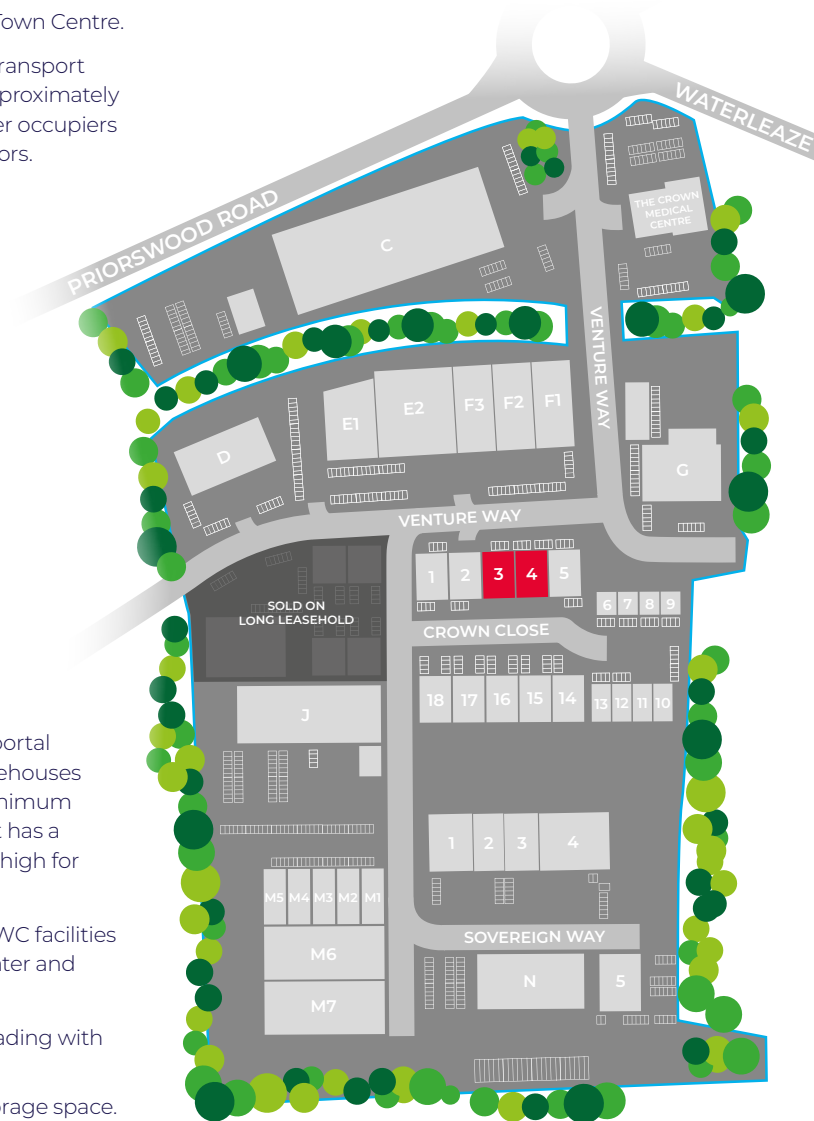 Town Centre.
ransport
proximately
er occupiers
ors.
WATERLEAZE
PRIORSWOOD ROAD
THE CROWN
MEDICAL
CENTRE
C
VENTURE WAY
E1
E2
F3
F2
F1
D
G
VENTURE WAY
1
2
3
4
5
SOLD ON
LONG LEASEHOLD
6
7
8
9
CROWN CLOSE
18
17
16
15
14
13
12
11
10
J
portal
ehouses
nimum
t has a
high for
1
2
3
4
M5
M4
M3
M2
M1
WC facilities
ater and
SOVEREIGN WAY
M6
N
5
M7
ading with
orage space.